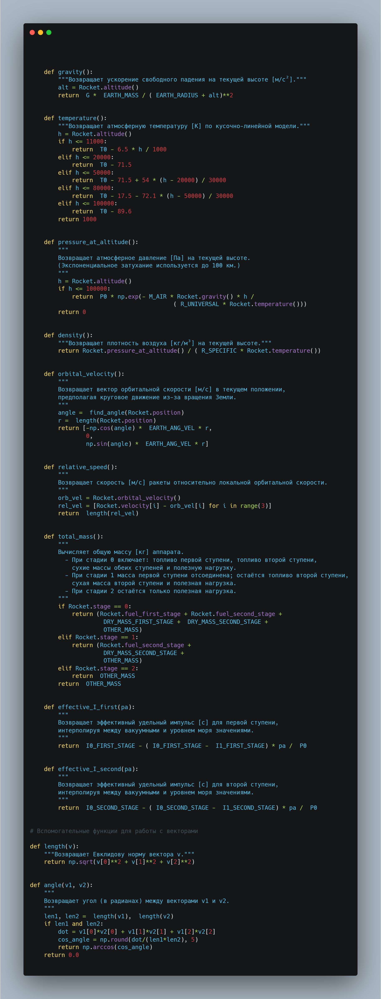 def gravity():
"""Возвращает ускорение свободного падения на текущей высоте [м/с²]."""
alt = Rocket.altitude()
return  G *  EARTH_MASS / ( EARTH_RADIUS + alt)**2
def temperature():
"""Возвращает атмосферную температуру [К] по кусочно-линейной модели."""
h = Rocket.altitude()
if h <= 11000:
return  T0 - 6.5 * h / 1000
elif h <= 20000:
return  T0 - 71.5
elif h <= 50000:
return  T0 - 71.5 + 54 * (h - 20000) / 30000
elif h <= 80000:
return  T0 - 17.5 - 72.1 * (h - 50000) / 30000
elif h <= 100000:
return  T0 - 89.6
return 1000
def pressure_at_altitude():
"""
Возвращает атмосферное давление [Па] на текущей высоте.
(Экспоненциальное затухание используется до 100 км.)
"""
h = Rocket.altitude()
if h <= 100000:
return  P0 * np.exp(- M_AIR * Rocket.gravity() * h /
( R_UNIVERSAL * Rocket.temperature()))
return 0
def density():
"""Возвращает плотность воздуха [кг/м³] на текущей высоте."""
return Rocket.pressure_at_altitude() / ( R_SPECIFIC * Rocket.temperature())
def orbital_velocity():
"""
Возвращает вектор орбитальной скорости [м/с] в текущем положении,
предполагая круговое движение из-за вращения Земли.
"""
angle =  find_angle(Rocket.position)
r =  length(Rocket.position)
return [-np.cos(angle) *  EARTH_ANG_VEL * r,
0,
np.sin(angle) *  EARTH_ANG_VEL * r]
def relative_speed():
"""
Возвращает скорость [м/с] ракеты относительно локальной орбитальной скорости.
"""
orb_vel = Rocket.orbital_velocity()
rel_vel = [Rocket.velocity[i] - orb_vel[i] for i in range(3)]
return  length(rel_vel)
def total_mass():
"""
Вычисляет общую массу [кг] аппарата.
- При стадии 0 включает: топливо первой ступени, топливо второй ступени,
сухие массы обеих ступеней и полезную нагрузку.
- При стадии 1 масса первой ступени отсоединена; остаётся топливо второй ступени,
сухая масса второй ступени и полезная нагрузка.
- При стадии 2 остаётся только полезная нагрузка.
"""
if Rocket.stage == 0:
return (Rocket.fuel_first_stage + Rocket.fuel_second_stage +
DRY_MASS_FIRST_STAGE +  DRY_MASS_SECOND_STAGE +
OTHER_MASS)
elif Rocket.stage == 1:
return (Rocket.fuel_second_stage +
DRY_MASS_SECOND_STAGE +
OTHER_MASS)
elif Rocket.stage == 2:
return  OTHER_MASS
return  OTHER_MASS
def effective_I_first(pa):
"""
Возвращает эффективный удельный импульс [с] для первой ступени,
интерполируя между вакуумными и уровнем моря значениями.
"""
return  I0_FIRST_STAGE - ( I0_FIRST_STAGE -  I1_FIRST_STAGE) * pa /  P0
def effective_I_second(pa):
"""
Возвращает эффективный удельный импульс [с] для второй ступени,
интерполируя между вакуумными и уровнем моря значениями.
"""
return  I0_SECOND_STAGE - ( I0_SECOND_STAGE -  I1_SECOND_STAGE) * pa /  P0
# Вспомогательные функции для работы с векторами
def length(v):
"""Возвращает Евклидову норму вектора v."""
return np.sqrt(v[0]**2 + v[1]**2 + v[2]**2)
def angle(v1, v2):
"""
Возвращает угол (в радианах) между векторами v1 и v2.
"""
len1, len2 =  length(v1),  length(v2)
if len1 and len2:
dot = v1[0]*v2[0] + v1[1]*v2[1] + v1[2]*v2[2]
cos_angle = np.round(dot/(len1*len2), 5)
return np.arccos(cos_angle)
return 0.0